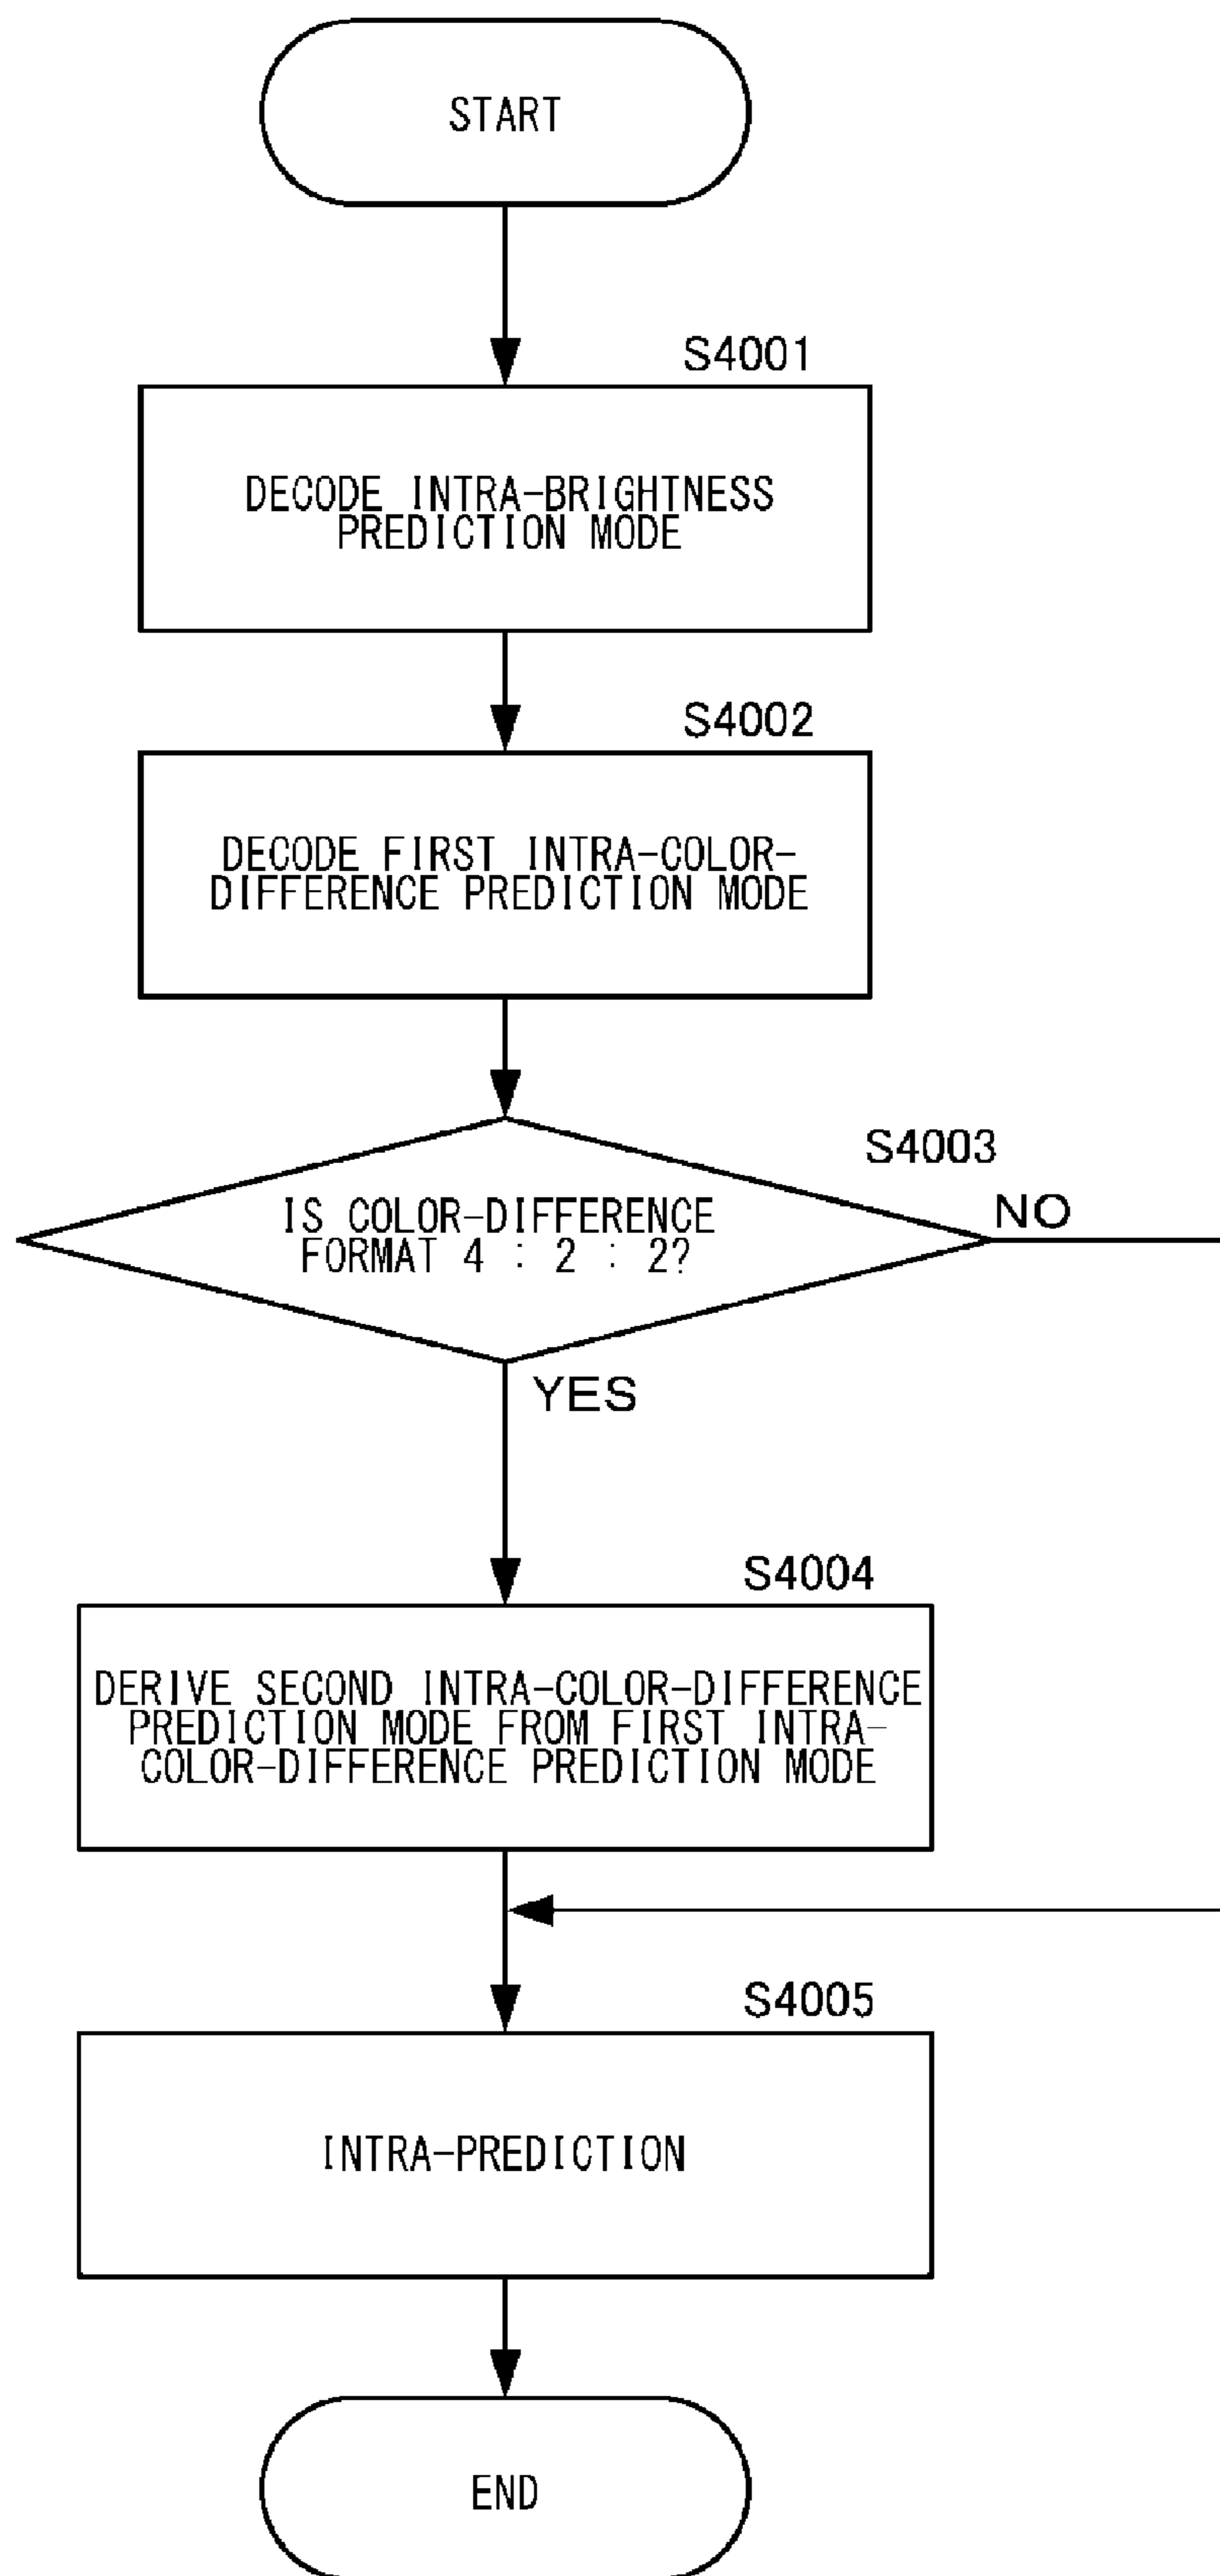 START
S4001
DECODE INTRA-BRIGHTNESS
PREDICTION MODE
S4002
DECODE FIRST INTRA-COLOR-
DIFFERENCE PREDICTION MODE
S4003
IS COLOR-DIFFERENCE
FORMAT 4 : 2 : 2?
NO
YES
S4004
DERIVE SECOND INTRA-COLOR-DIFFERENCE
PREDICTION MODE FROM FIRST INTRA-
COLOR-DIFFERENCE PREDICTION MODE
S4005
INTRA-PREDICTION
END